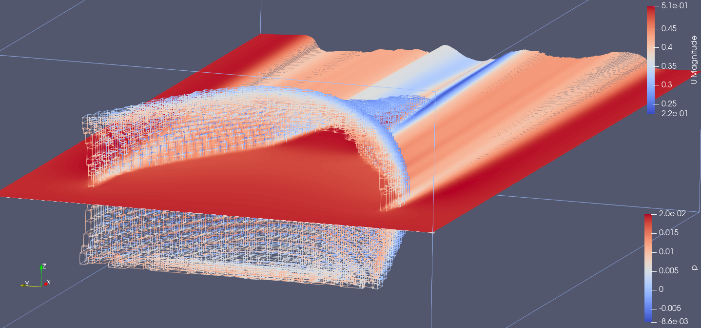 5.1e-01
0.45
0.4
0.35
0.3
0.25
2.2e-01
U Magnitude
2.0e-02
0.015
0.01
0.005
0
-0.005
-8.6e-03
p
Z
Y
X